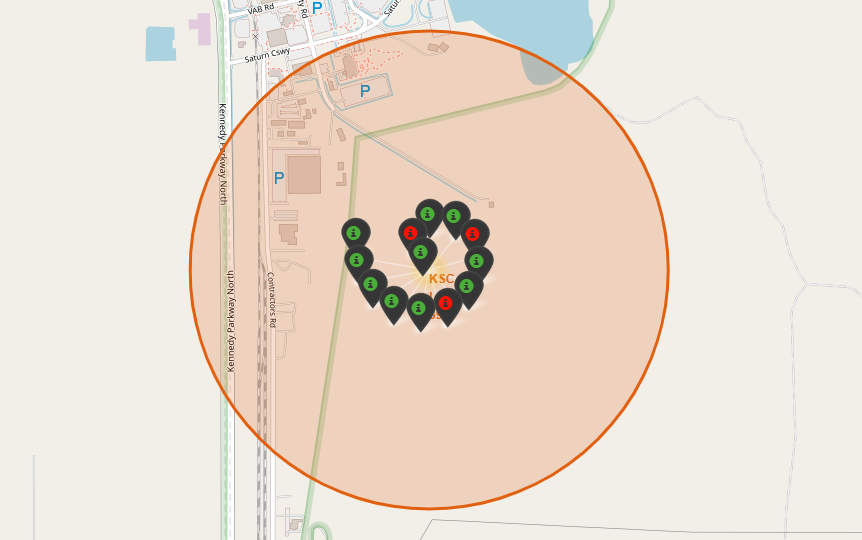 VAB Rd
P
Saturn Cswy
P
Kennedy Parkway North
P
KSC
Kennedy Parkway North
Contractors Rd